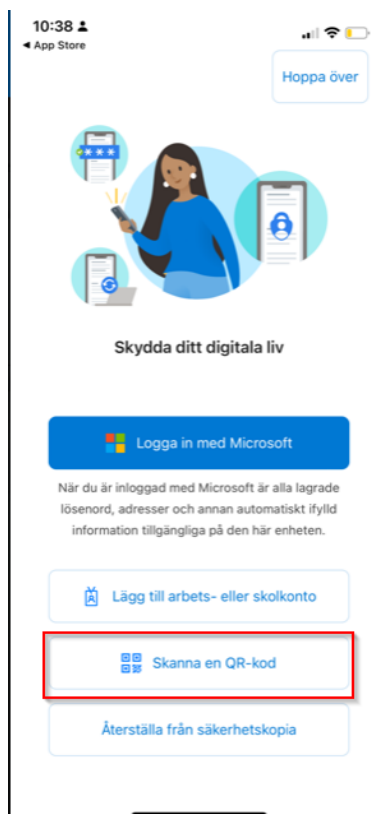 10:38
◀ App Store
Hoppa över
***
Skydda ditt digitala liv
Logga in med Microsoft
När du är inloggad med Microsoft är alla lagrade
lösenord, adresser och annan automatiskt ifylld
information tillgängliga på den här enheten.
Lägg till arbets- eller skolkonto
Skanna en QR-kod
Återställa från säkerhetskopia